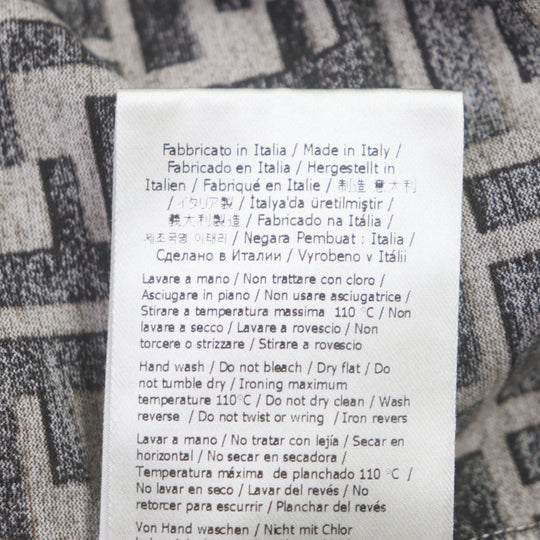 Fabbricato in Italia / Made in Italy /
Fabricado en Italia / Hergestellt in
Italien / Fabriqué en Italie / 制造 意大利
/ イタリア製 / İtalya'da üretilmiştir /
義大利製造 / Fabricado na Itália /
제조국명 이태리 / Negara Pembuat : Italia /
Сделано в Италии / Vyrobeno v Itálii
Lavare a mano / Non trattare con cloro /
Asciugare in piano / Non usare asciugatrice /
Stirare a temperatura massima 110 °C / Non
lavare a secco / Lavare a rovescio / Non
torcere o strizzare / Stirare a rovescio
Hand wash / Do not bleach / Dry flat / Do
not tumble dry / Ironing maximum
temperature 110°C / Do not dry clean / Wash
reverse / Do not twist or wring / Iron revers
Lavar a mano / No tratar con lejía / Secar en
horizontal / No secar en secadora /
Temperatura máxima de planchado 110 °C /
No lavar en seco / Lavar del revés / No
retorcer para escurrir / Planchar del revés
Von Hand waschen / Nicht mit Chlor